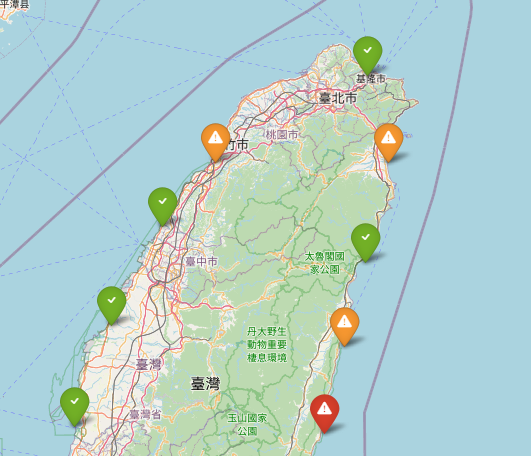 平潭县
基隆市
臺北市
桃園市
竹市
太魯閣國
家公園
臺中市
丹大野生
動物重要
棲息環境
臺灣
臺灣
臺灣省
玉山國家
公園